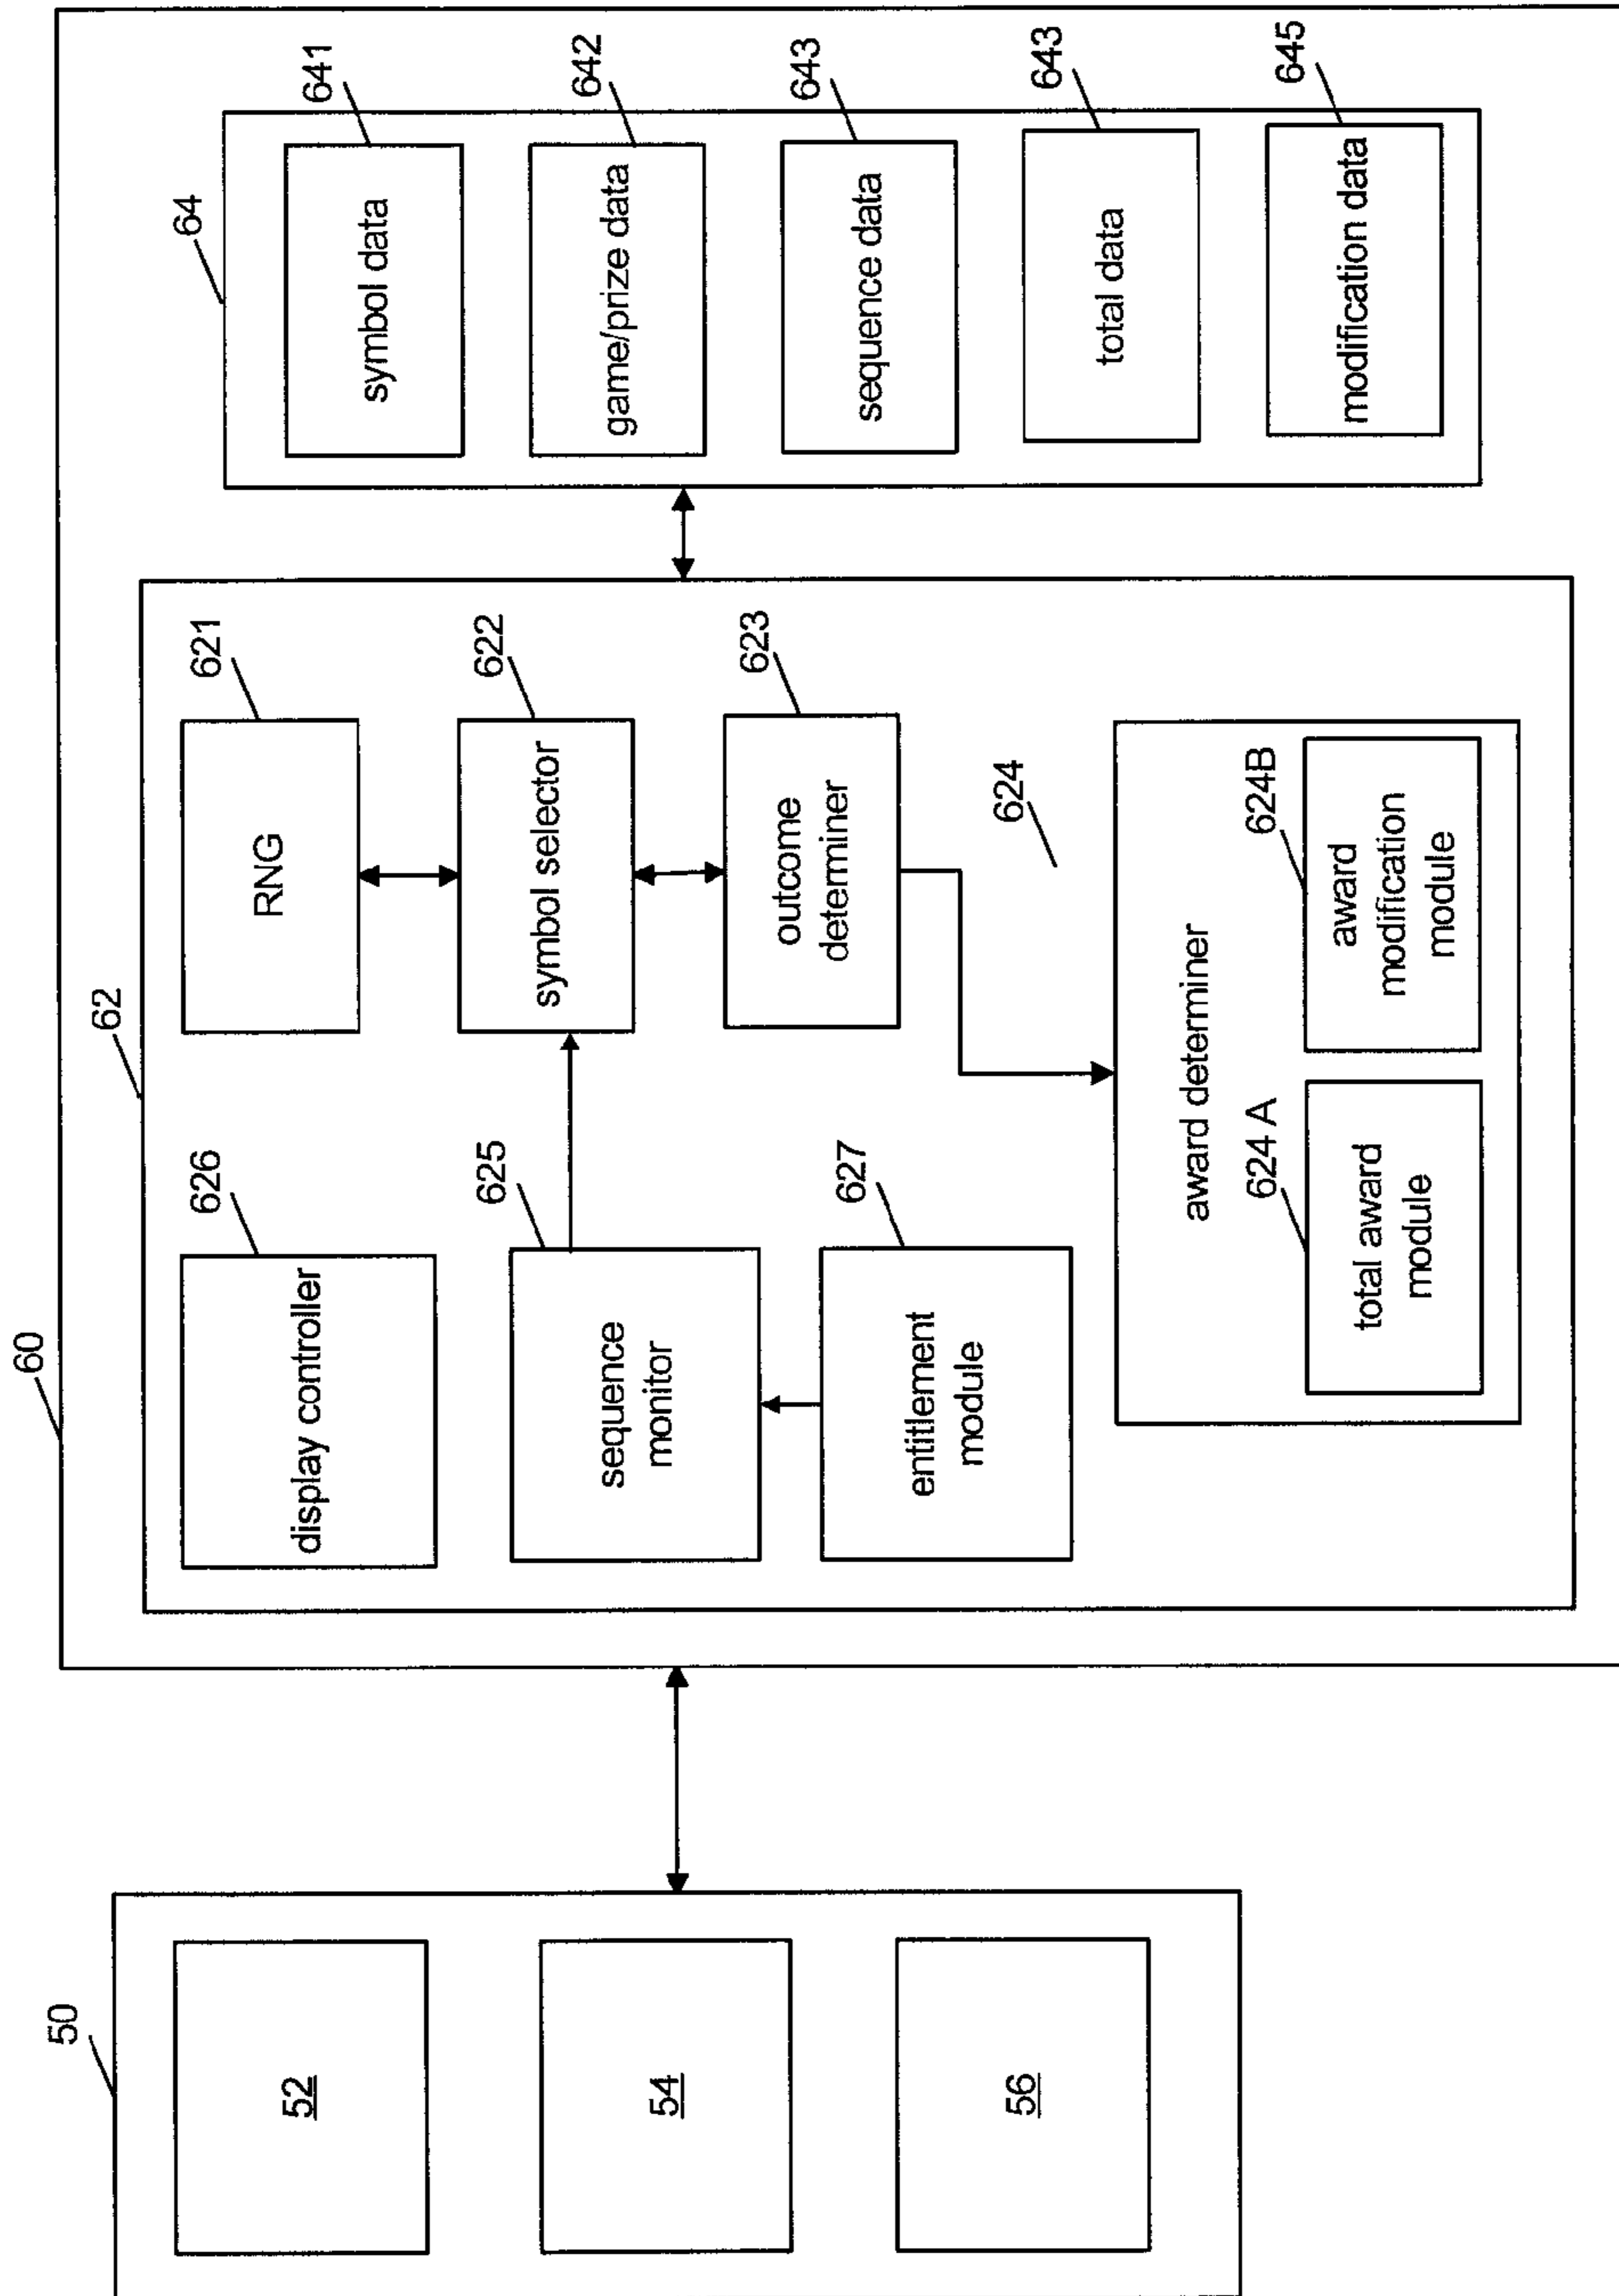 60
62
64
626
621
display controller
RNG
symbol data
641
625
622
sequence
monitor
symbol selector
game/prize data
642
627
623
entitlement
module
outcome
determiner
sequence data
643
624
total data
643
award determiner
624 A
624B
total award
module
award
modification
module
modification data
645
50
52
54
56